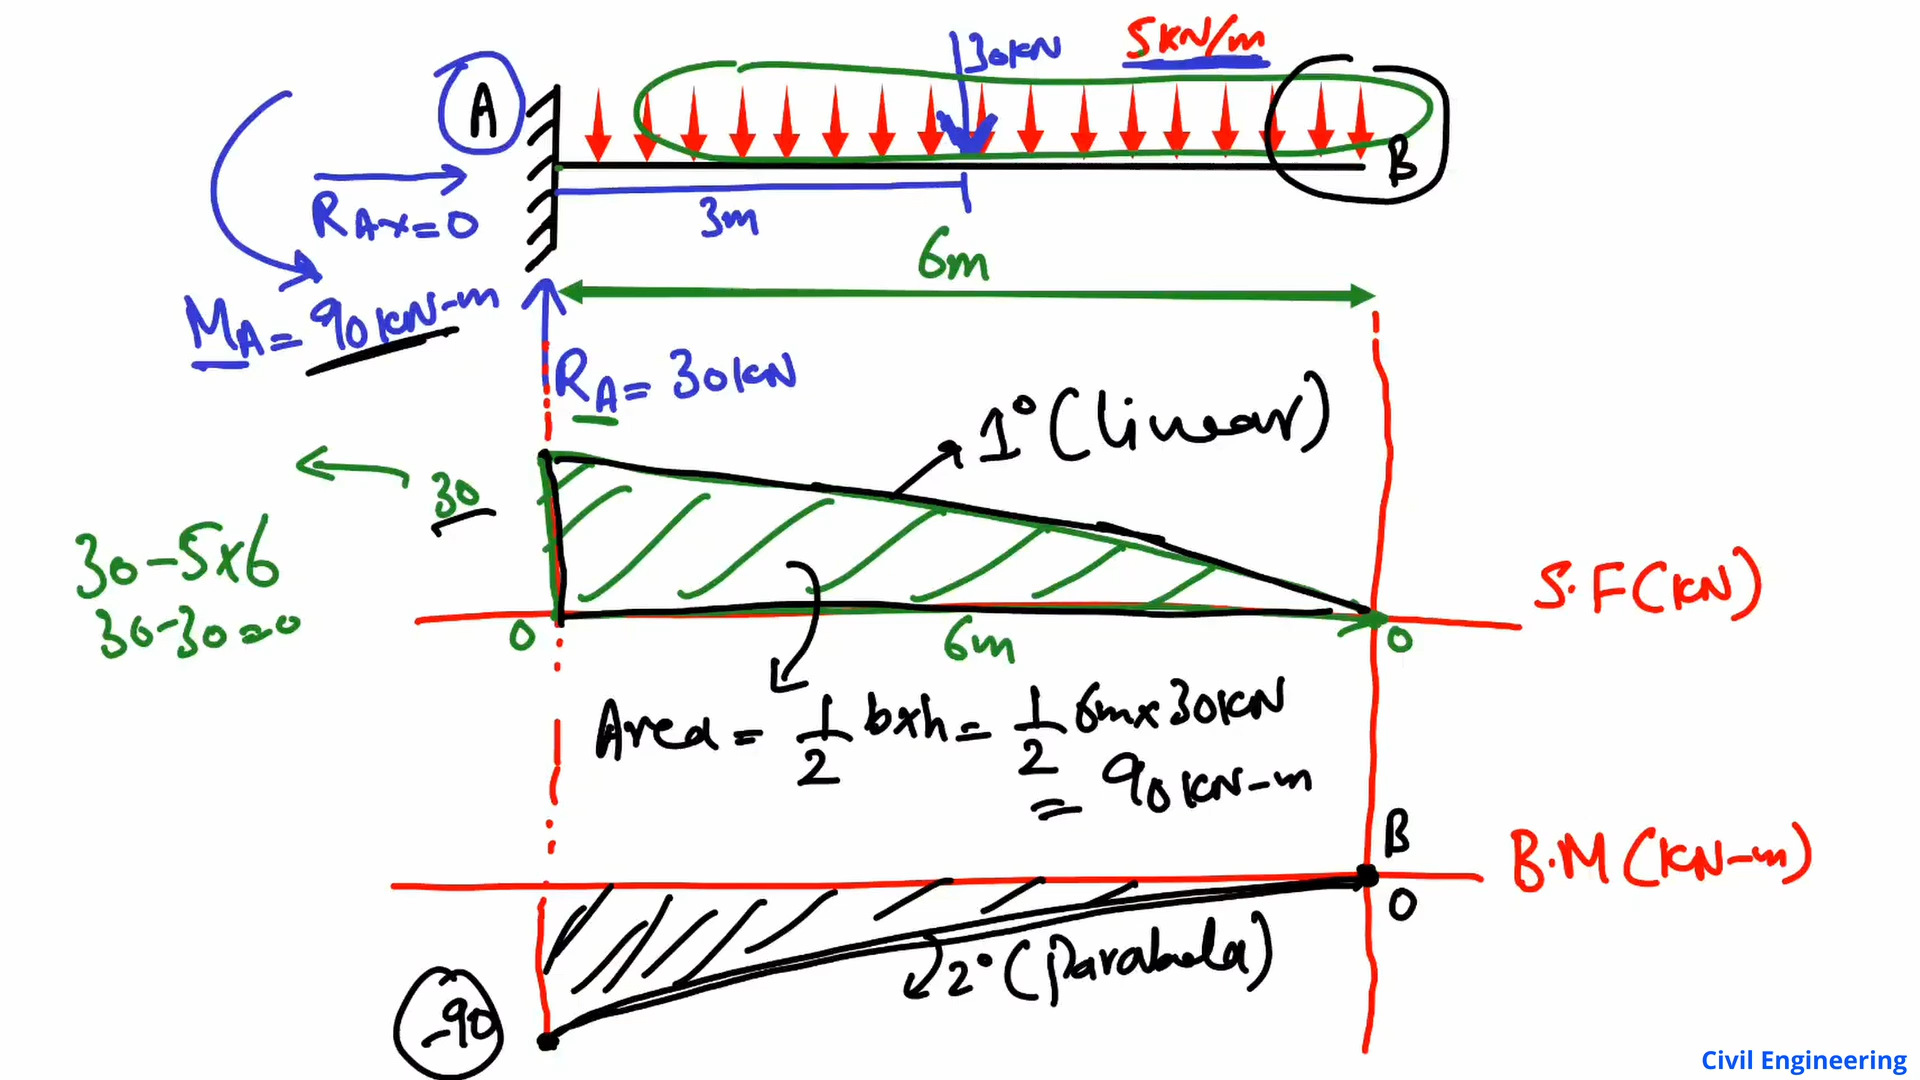 30kN
5kN/m
A
B
RAx=0
3m
6m
MA = 90kN-m
RA = 30kN
1° (linear)
30
30-5x6
30-30=0
S.F(KN)
0
6m
0
Area = 1/2 bxh = 1/2 6mx30KN
= 90KN-m
B
B.M(KN-m)
0
2° (parabola)
-90
Civil Engineering